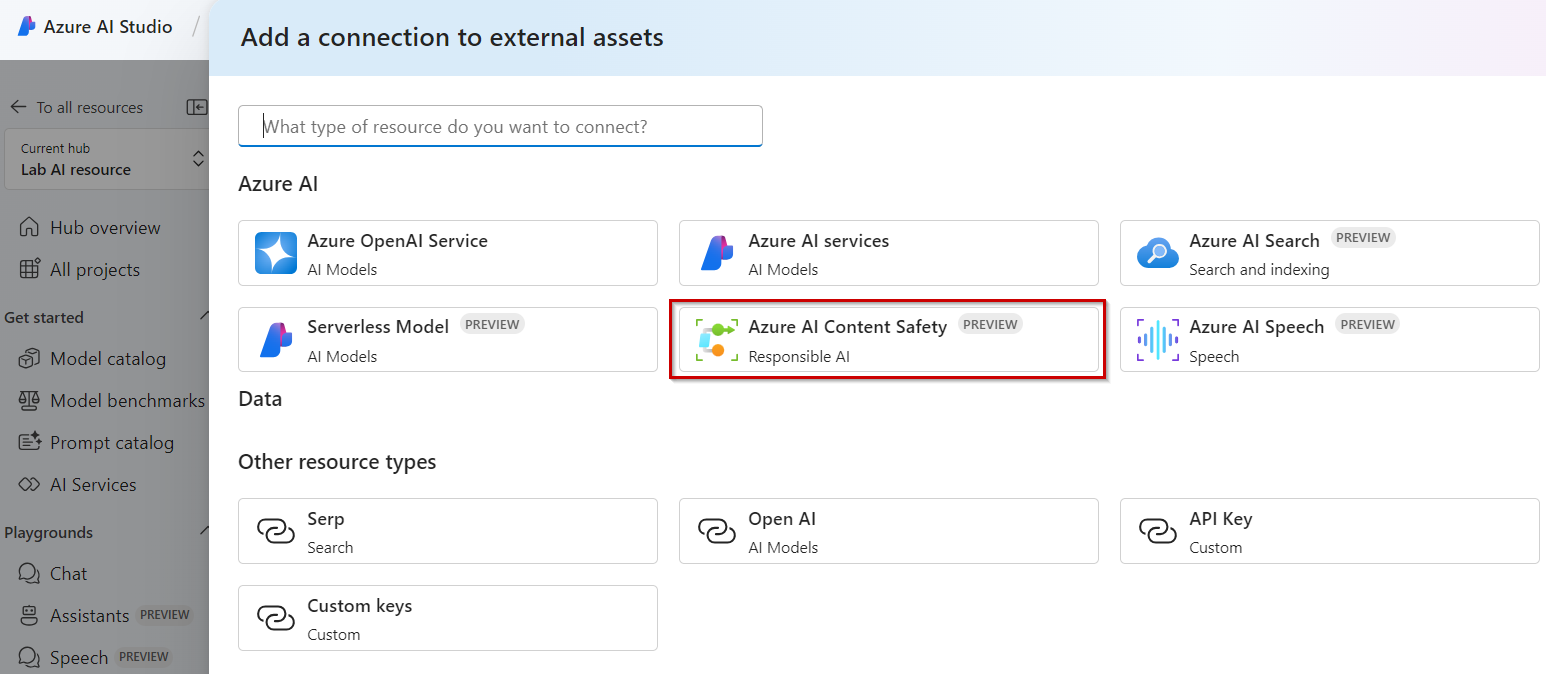 Azure AI Studio /
Add a connection to external assets
To all resources
Current hub
Lab AI resource
Hub overview
All projects
Get started
Model catalog
Model benchmarks
Prompt catalog
AI Services
Playgrounds
Chat
Assistants PREVIEW
Speech PREVIEW
What type of resource do you want to connect?
Azure AI
Azure OpenAI Service
AI Models
Azure AI services
AI Models
Azure AI Search PREVIEW
Search and indexing
Serverless Model PREVIEW
AI Models
Azure AI Content Safety PREVIEW
Responsible AI
Azure AI Speech PREVIEW
Speech
Data
Other resource types
Serp
Search
Open AI
AI Models
API Key
Custom
Custom keys
Custom